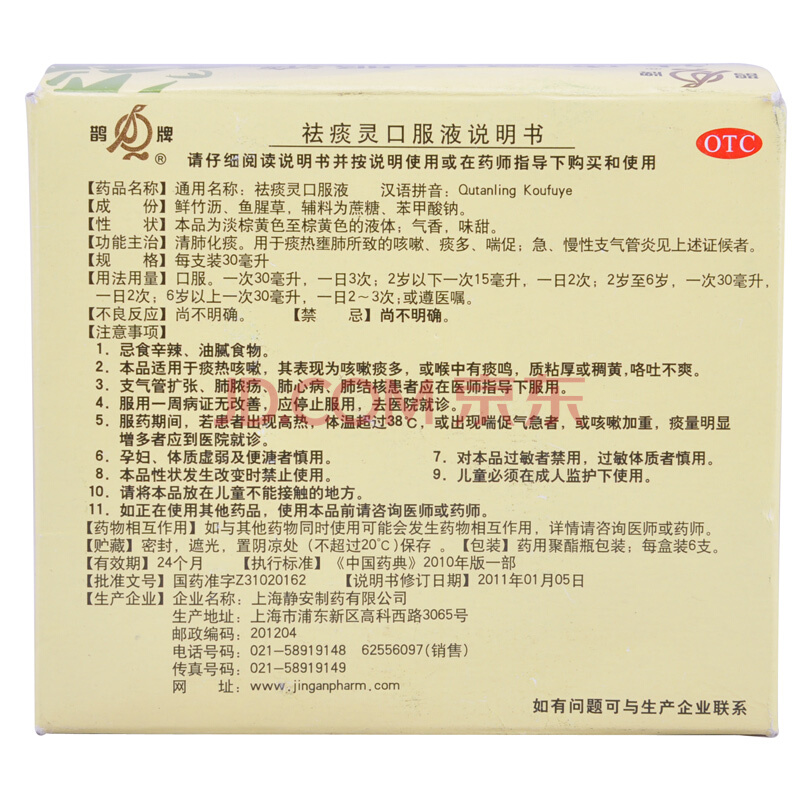 鹊牌®
祛痰灵口服液说明书
OTC
请仔细阅读说明书并按说明使用或在药师指导下购买和使用
【药品名称】通用名称：祛痰灵口服液 汉语拼音：Qutanling Koufuye
【成 份】鲜竹沥、鱼腥草，辅料为蔗糖、苯甲酸钠。
【性 状】本品为淡棕黄色至棕黄色的液体；气香，味甜。
【功能主治】清肺化痰。用于痰热壅肺所致的咳嗽、痰多、喘促；急、慢性支气管炎见上述证候者。
【规 格】每支装30毫升
【用法用量】口服。一次30毫升，一日3次；2岁以下一次15毫升，一日2次；2岁至6岁，一次30毫升，
一日2次；6岁以上一次30毫升，一日2～3次；或遵医嘱。
【不良反应】尚不明确。 【禁 忌】尚不明确。
【注意事项】
1．忌食辛辣、油腻食物。
2．本品适用于痰热咳嗽，其表现为咳嗽痰多，或喉中有痰鸣，质粘厚或稠黄，咯吐不爽。
3．支气管扩张、肺脓疡、肺心病、肺结核患者应在医师指导下服用。
4．服用一周病证无改善，应停止服用，去医院就诊。
5．服药期间，若患者出现高热，体温超过38℃，或出现喘促气急者，或咳嗽加重，痰量明显
增多者应到医院就诊。
6．孕妇、体质虚弱及便溏者慎用。 7．对本品过敏者禁用，过敏体质者慎用。
8．本品性状发生改变时禁止使用。 9．儿童必须在成人监护下使用。
10．请将本品放在儿童不能接触的地方。
11．如正在使用其他药品，使用本品前请咨询医师或药师。
【药物相互作用】如与其他药物同时使用可能会发生药物相互作用，详情请咨询医师或药师。
【贮藏】密封，遮光，置阴凉处（不超过20℃）保存 。【包装】药用聚酯瓶包装；每盒装6支。
【有效期】24个月 【执行标准】《中国药典》2010年版一部
【批准文号】国药准字Z31020162 【说明书修订日期】2011年01月05日
【生产企业】企业名称：上海静安制药有限公司
生产地址：上海市浦东新区高科西路3065号
邮政编码：201204
电话号码：021–58919148 62556097（销售）
传真号码：021–58919149
网 址：www.jinganpharm.com
如有问题可与生产企业联系
JD.COM 京东